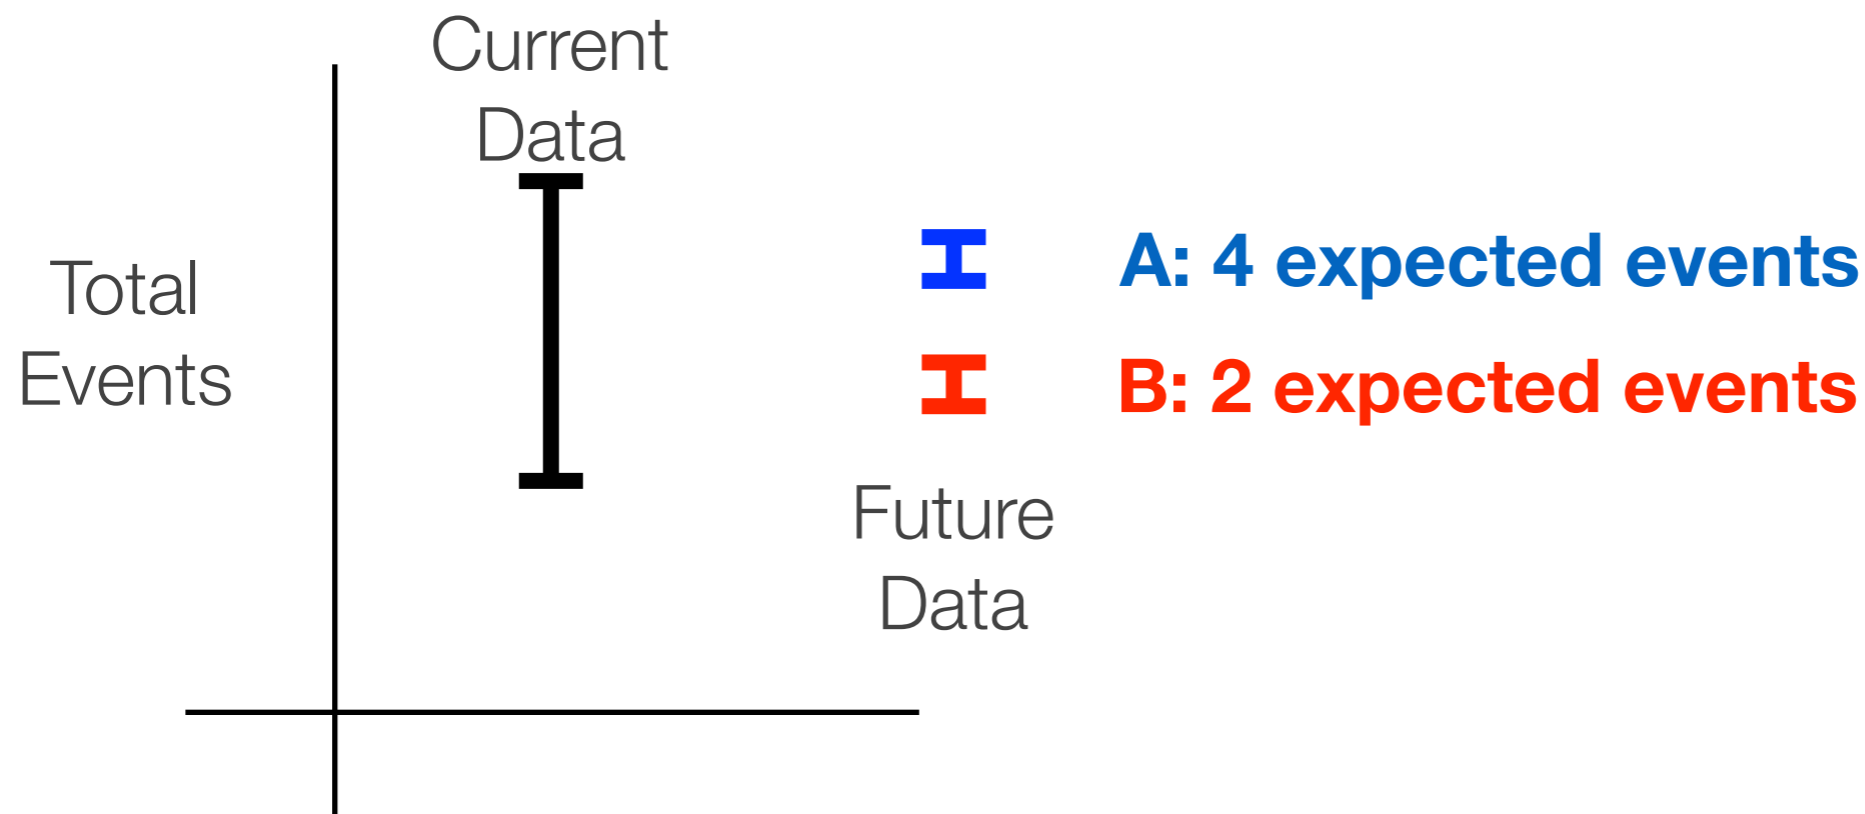 Current
Data
Total
Events
A: 4 expected events
B: 2 expected events
Future
Data